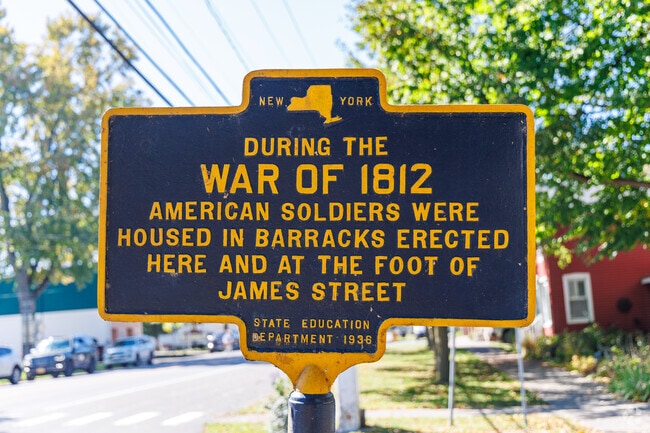 NEW YORK
DURING THE
WAR OF 1812
AMERICAN SOLDIERS WERE
HOUSED IN BARRACKS ERECTED
HERE AND AT THE FOOT OF
JAMES STREET
STATE EDUCATION
DEPARTMENT 1936